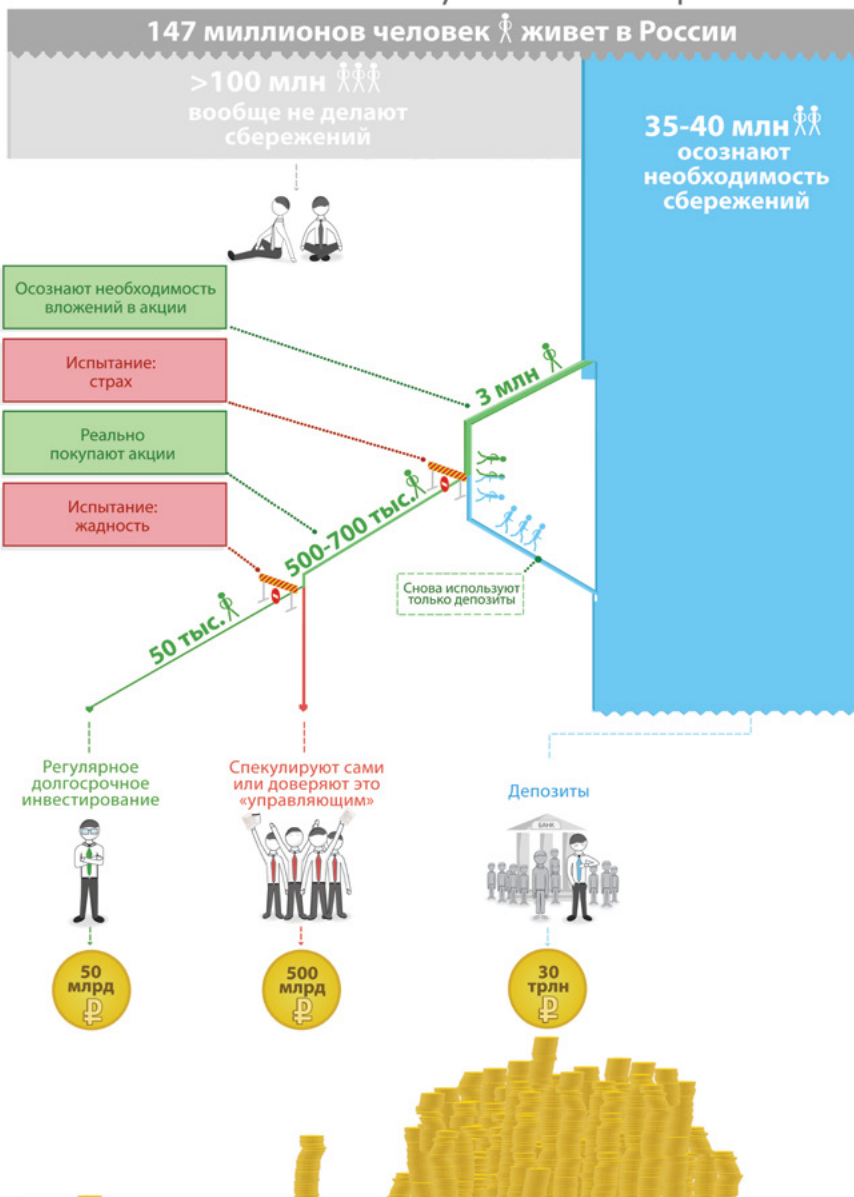 147 миллионов человек живет в России
>100 млн
вообще не делают
сбережений
35-40 млн
осознают
необходимость
сбережений
Осознают необходимость
вложений в акции
Испытание:
страх
Реально
покупают акции
Испытание:
жадность
3 млн
500-700 тыс.
50 тыс.
Снова используют
только депозиты
Регулярное
долгосрочное
инвестирование
Спекулируют сами
или доверяют это
«управляющим»
Депозиты
БАНК
50
млрд
₽
500
млрд
₽
30
трлн
₽